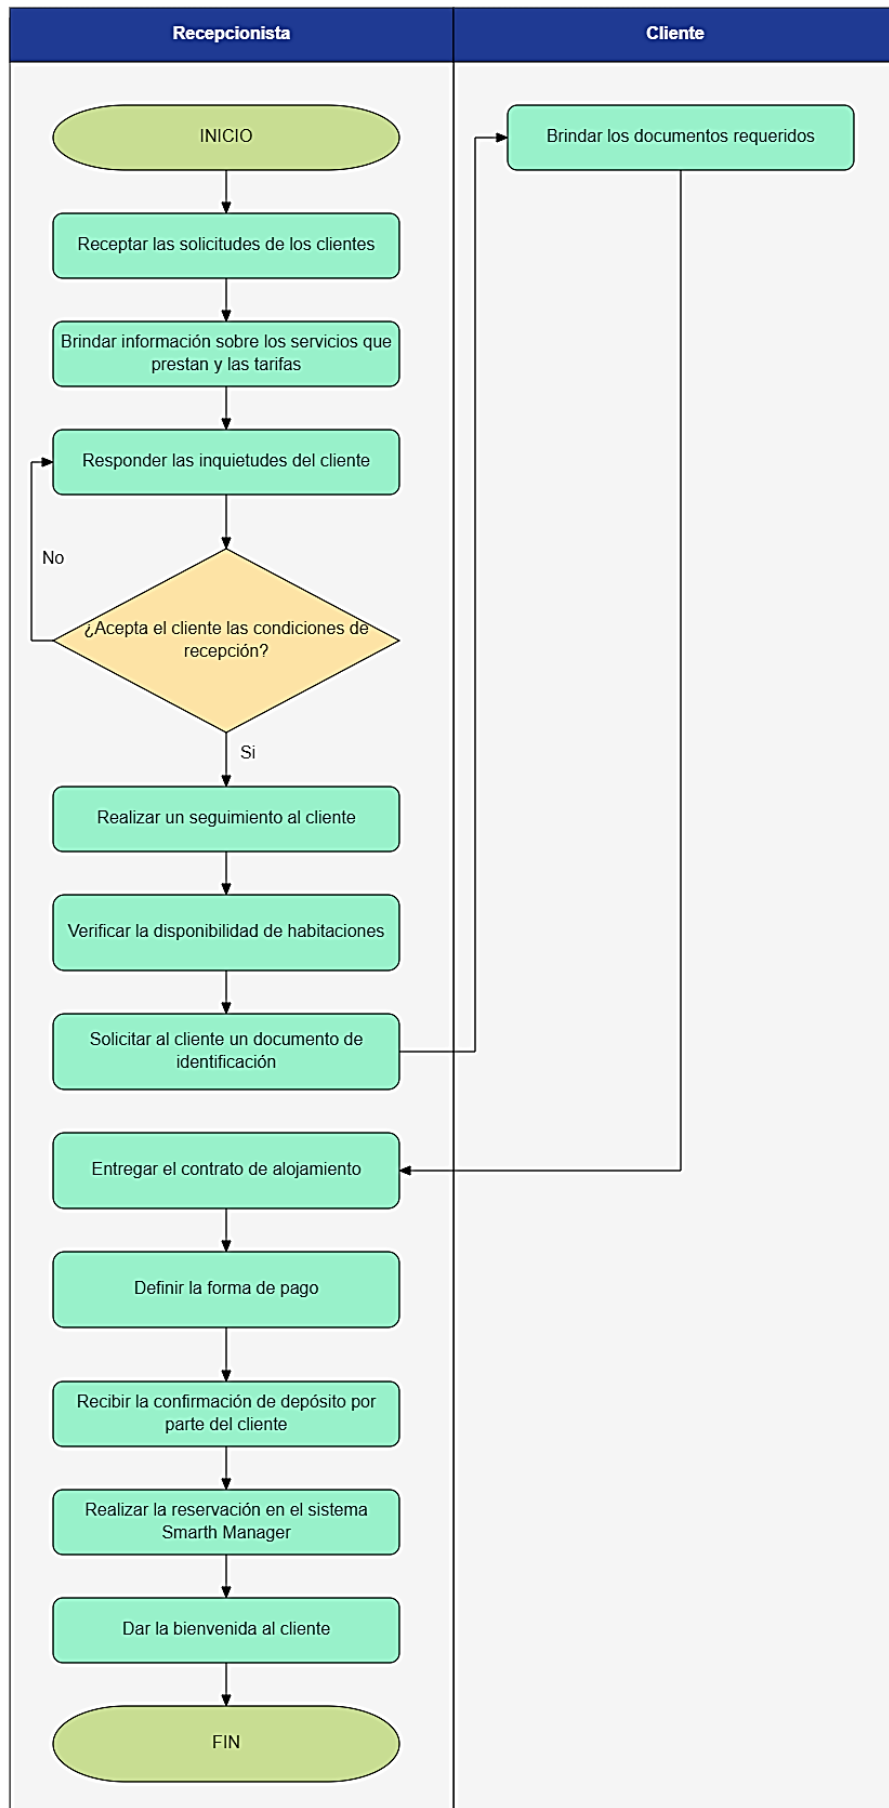 Recepcionista
Cliente
INICIO
Brindar los documentos requeridos
Receptar las solicitudes de los clientes
Brindar información sobre los servicios que
prestan y las tarifas
Responder las inquietudes del cliente
No
¿Acepta el cliente las condiciones de
recepción?
Si
Realizar un seguimiento al cliente
Verificar la disponibilidad de habitaciones
Solicitar al cliente un documento de
identificación
Entregar el contrato de alojamiento
Definir la forma de pago
Recibir la confirmación de depósito por
parte del cliente
Realizar la reservación en el sistema
Smarth Manager
Dar la bienvenida al cliente
FIN